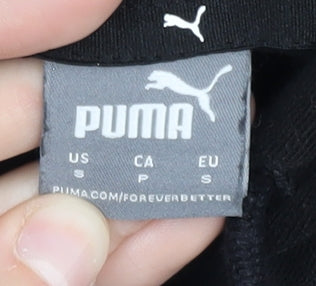 PUMA
US CA EU
S P S
PUMA.COM/FOREVERBETTER